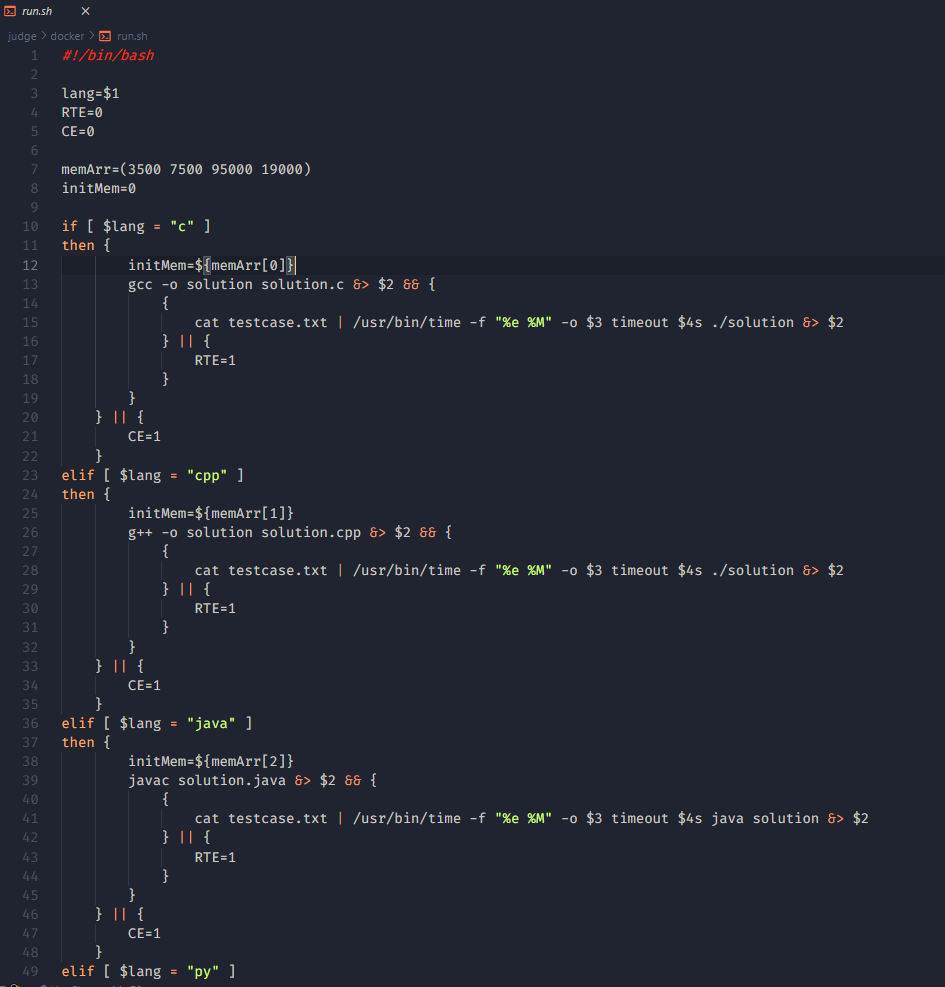 run.sh ×
judge > docker > run.sh
1 #!/bin/bash
2
3 lang=$1
4 RTE=0
5 CE=0
6
7 memArr=(3500 7500 95000 19000)
8 initMem=0
9
10 if [ $lang = "c" ]
11 then {
12         initMem=${memArr[0]}
13         gcc -o solution solution.c &> $2 && {
14             {
15                 cat testcase.txt | /usr/bin/time -f "%e %M" -o $3 timeout $4s ./solution &> $2
16             } || {
17                 RTE=1
18             }
19         }
20     } || {
21         CE=1
22     }
23 elif [ $lang = "cpp" ]
24 then {
25         initMem=${memArr[1]}
26         g++ -o solution solution.cpp &> $2 && {
27             {
28                 cat testcase.txt | /usr/bin/time -f "%e %M" -o $3 timeout $4s ./solution &> $2
29             } || {
30                 RTE=1
31             }
32         }
33     } || {
34         CE=1
35     }
36 elif [ $lang = "java" ]
37 then {
38         initMem=${memArr[2]}
39         javac solution.java &> $2 && {
40             {
41                 cat testcase.txt | /usr/bin/time -f "%e %M" -o $3 timeout $4s java solution &> $2
42             } || {
43                 RTE=1
44             }
45         }
46     } || {
47         CE=1
48     }
49 elif [ $lang = "py" ]